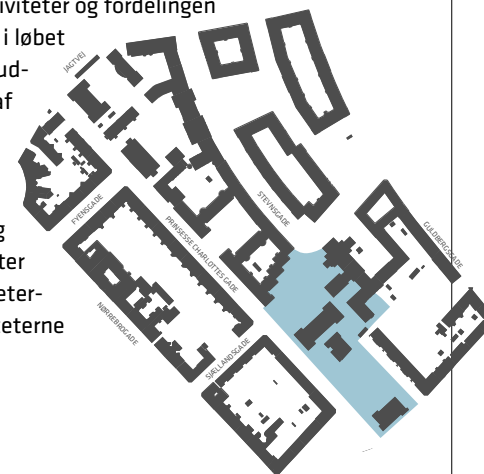 iviteter og fordelingen
i løbet
ud-
af
g
ter
eter-
eterne
JAGTVEJ
FYENSGADE
PRINSESSE CHARLOTTES GADE
NØRREBROGADE
SJÆLLANDSGADE
STEVNSGADE
GULDBERGSGADE